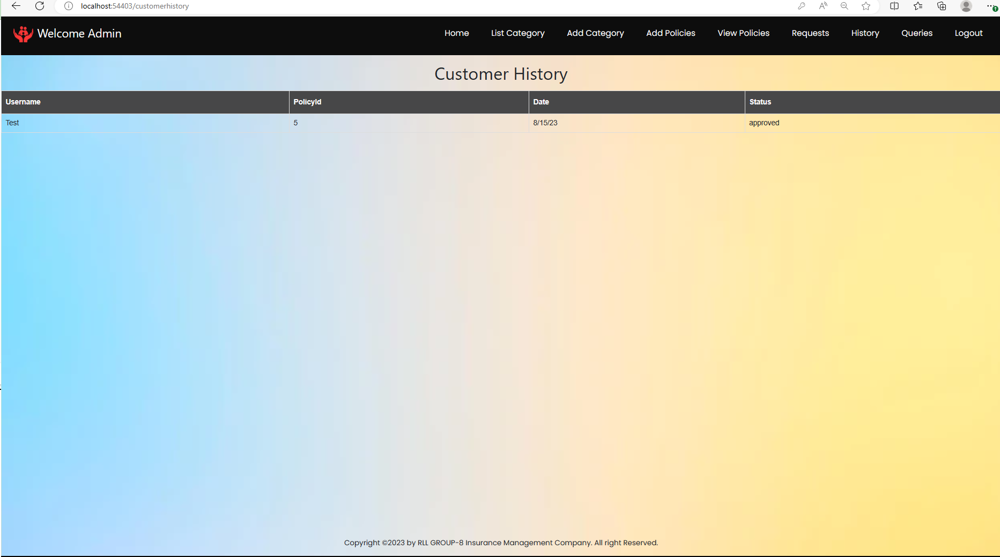 localhost:54403/customerhistory
Welcome Admin Home List Category Add Category Add Policies View Policies Requests History Queries Logout
Customer History
Username PolicyId Date Status
Test 5 8/15/23 approved
Copyright ©2023 by RLL GROUP-8 Insurance Management Company. All right Reserved.